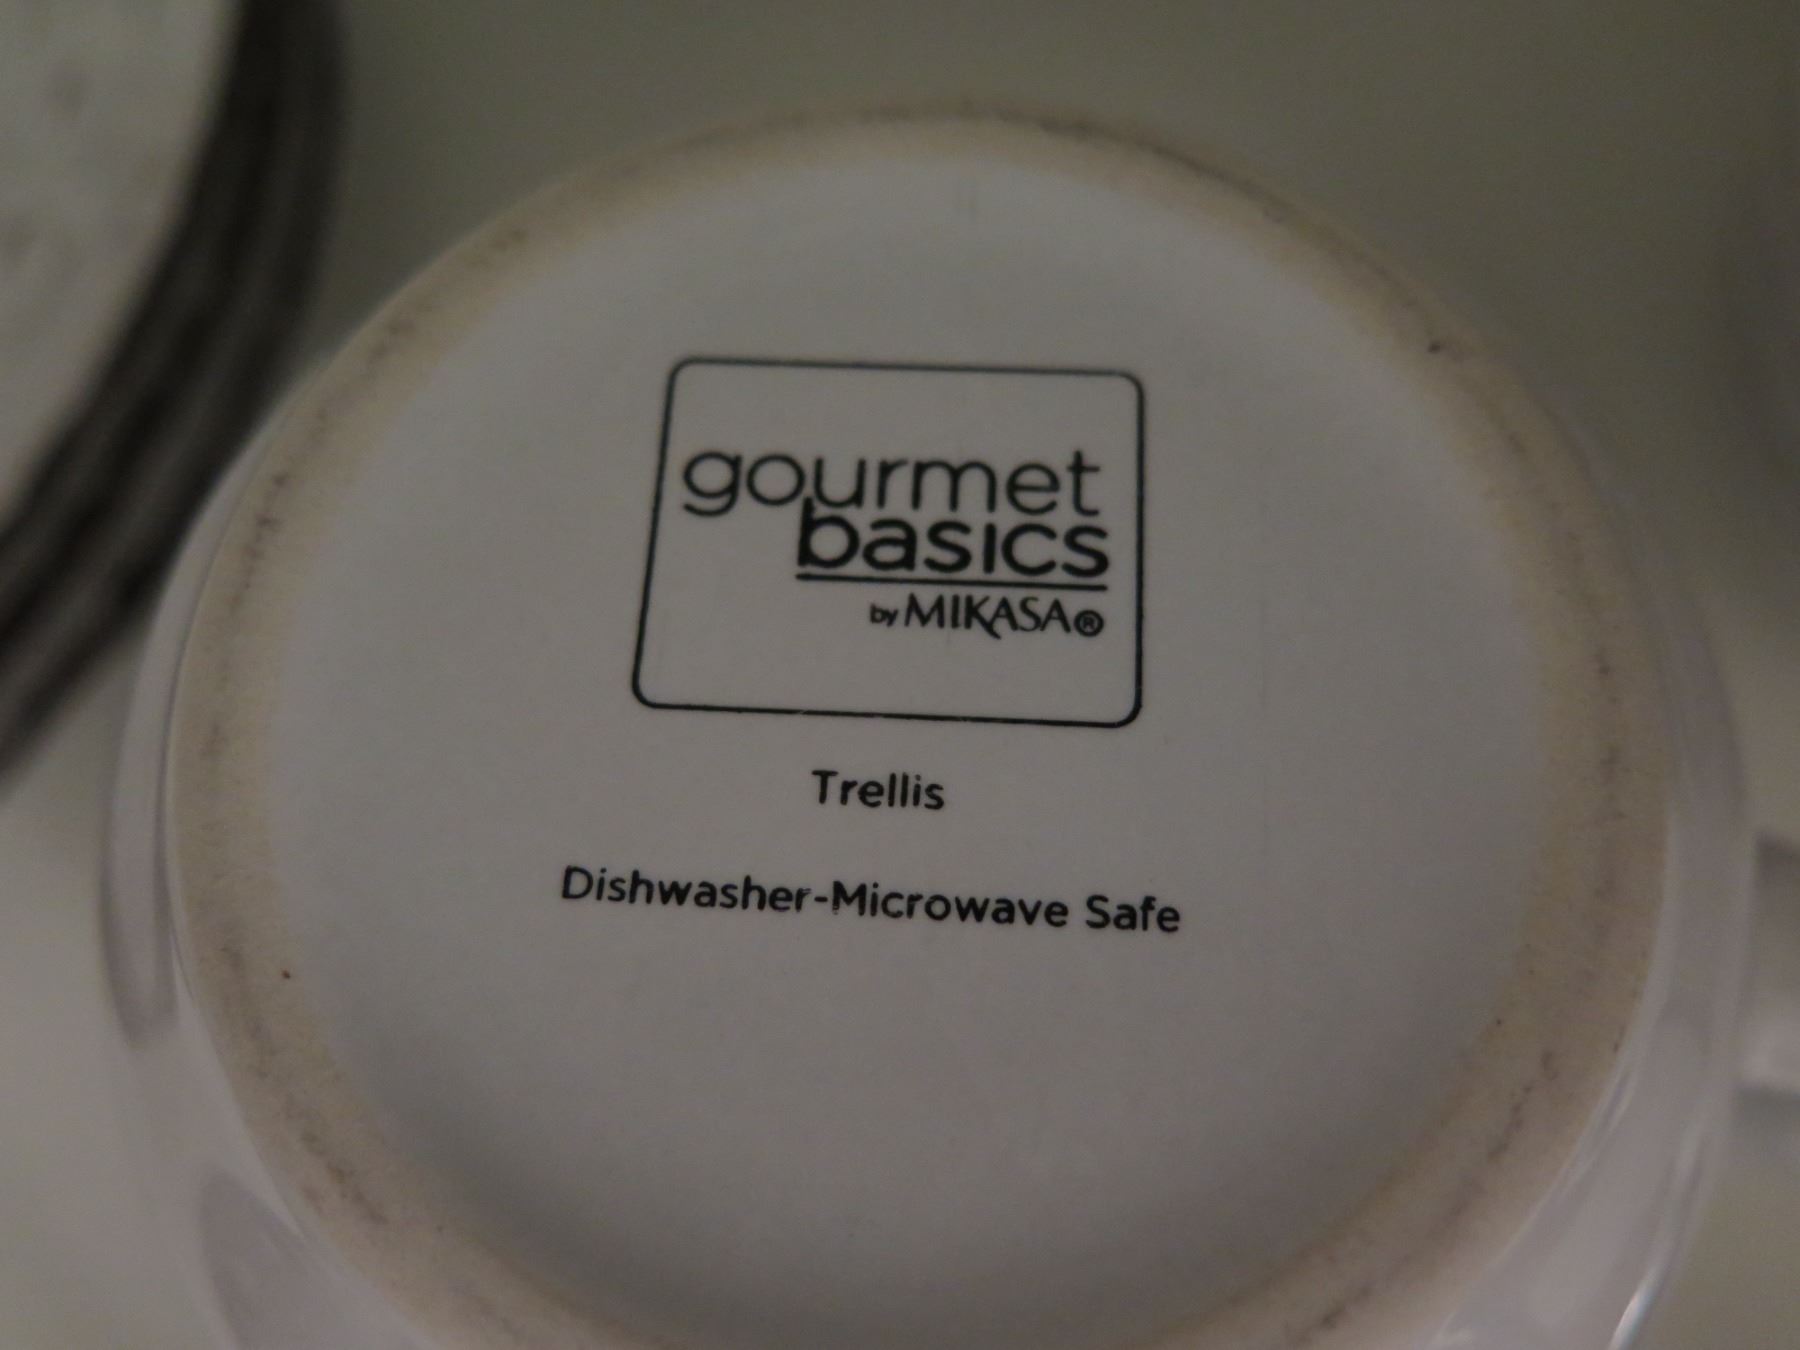 gourmet
basics
by MIKASA®
Trellis
Dishwasher-Microwave Safe